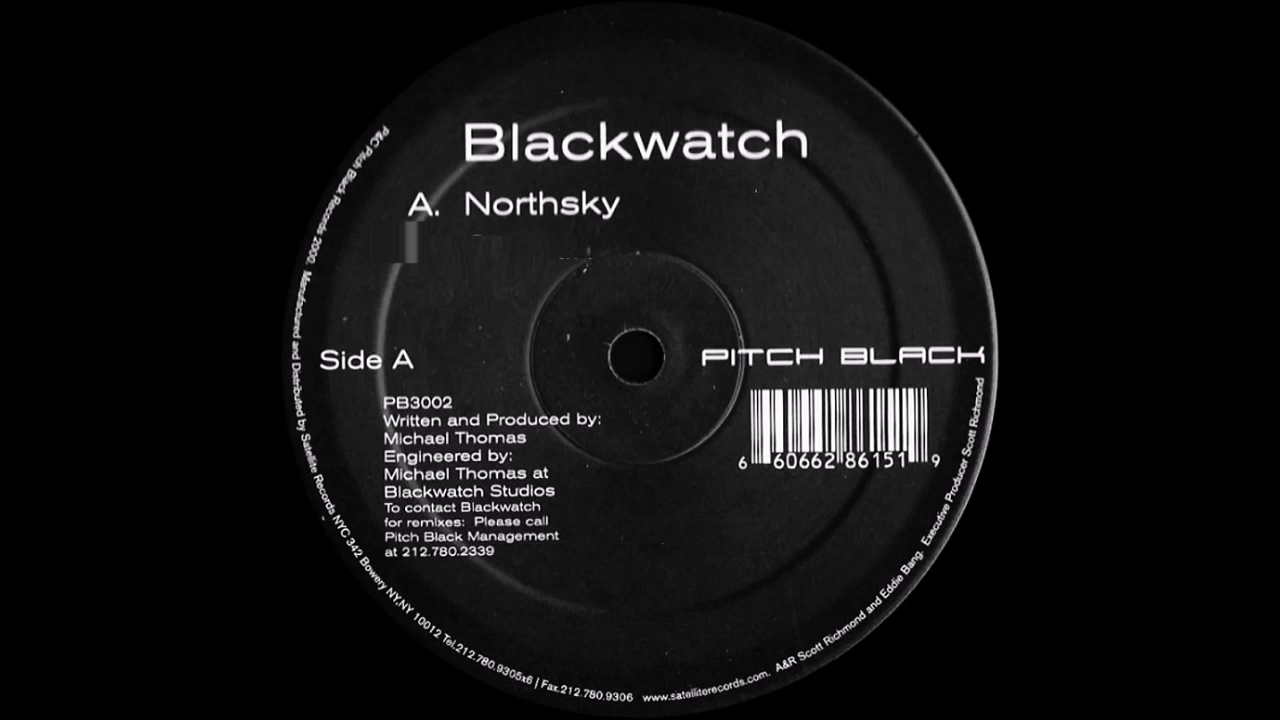 Blackwatch
A. Northsky
Side A
PITCH BLACK
PB3002
Written and Produced by:
Michael Thomas
Engineered by:
Michael Thomas at
Blackwatch Studios
To contact Blackwatch
for remixes: Please call
Pitch Black Management
at 212.780.2339
6 60662 86151 9
P&C Pitch Black Records 2000. Manufactured and Distributed by Satellite Records NYC 342 Bowery NY,NY 10012 Tel.212.780.9305x6 | Fax.212.780.9306 www.satelliterecords.com. A&R Scott Richmond and Eddie Bang. Executive Producer Scott Richmond